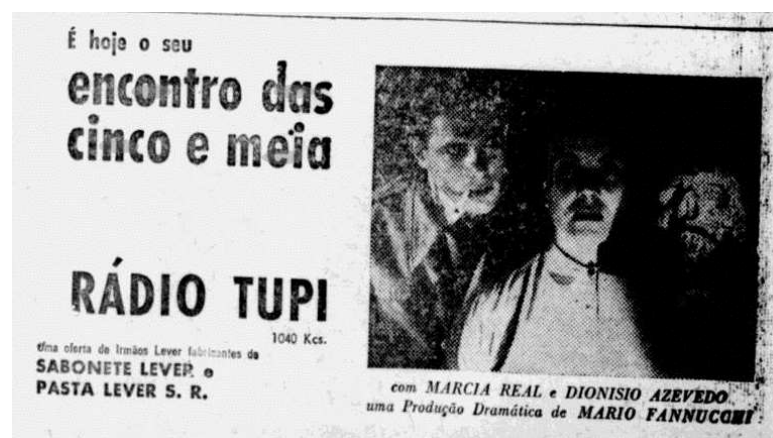 É hoje o seu
encontro das
cinco e meia
RÁDIO TUPI
1040 Kcs.
Uma oferta de Irmãos Lever fabricantes de
SABONETE LEVER e
PASTA LEVER S. R.
com MARCIA REAL e DIONISIO AZEVEDO
uma Produção Dramática de MARIO FANNUCCHI